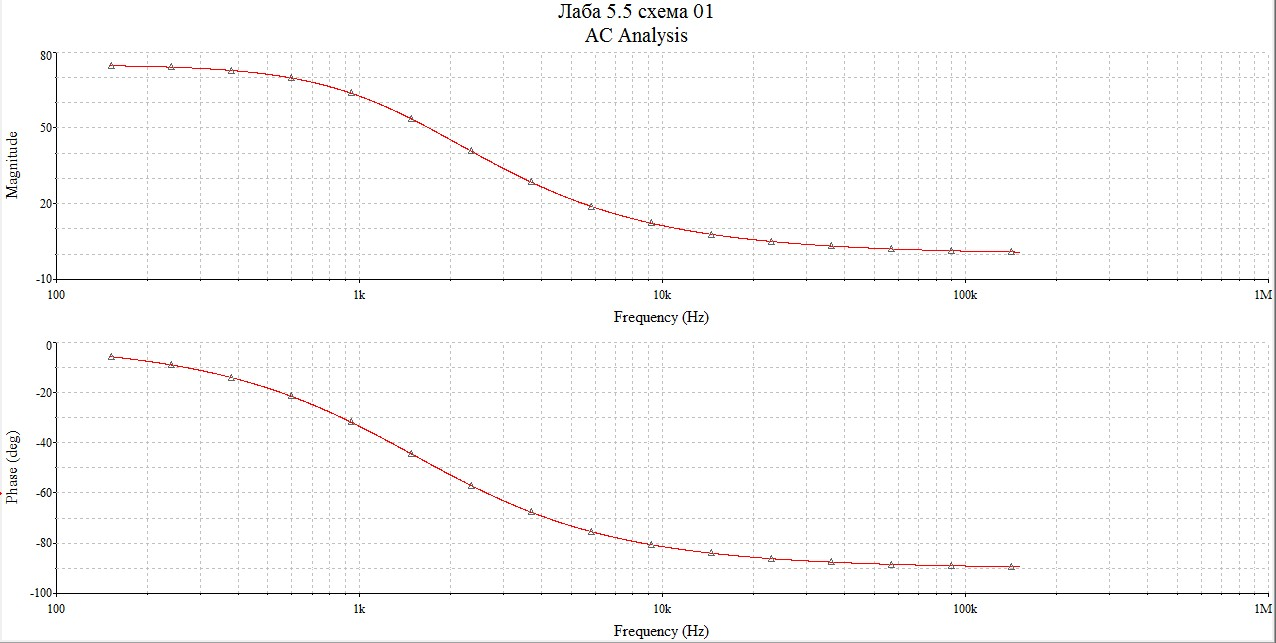 Лаба 5.5 схема 01
AC Analysis
80
50
20
-10
Magnitude
100 1k 10k 100k 1M
Frequency (Hz)
0
-20
-40
-60
-80
-100
Phase (deg)
100 1k 10k 100k 1M
Frequency (Hz)